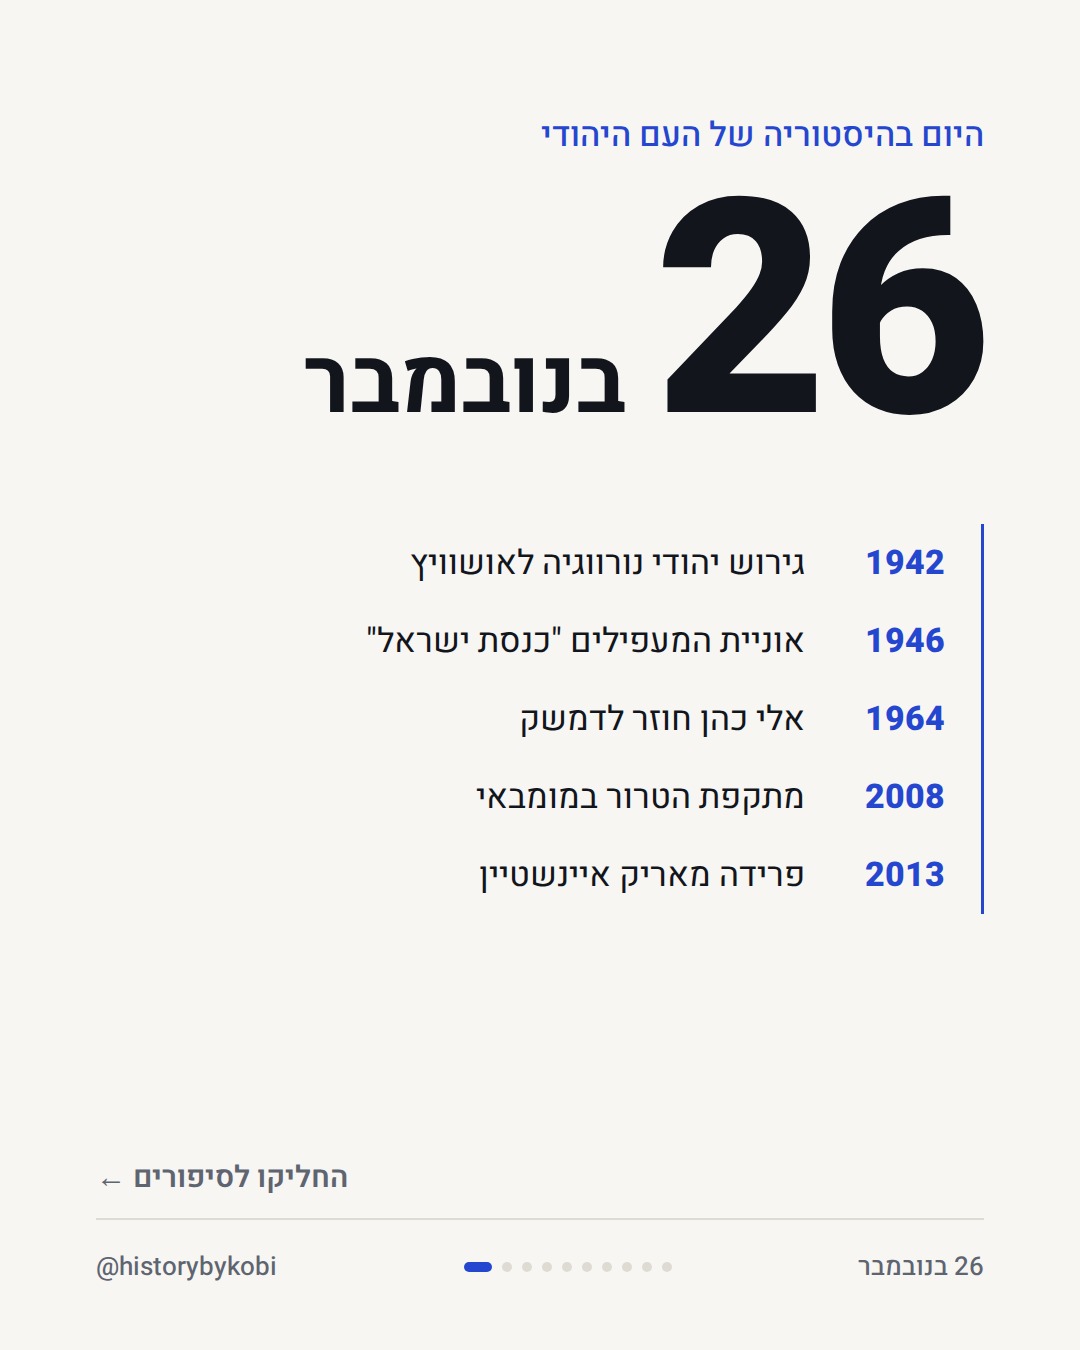 היום בהיסטוריה של העם היהודי
26 בנובמבר
1942 גירוש יהודי נורווגיה לאושוויץ
1946 אוניית המעפילים "כנסת ישראל"
1964 אלי כהן חוזר לדמשק
2008 מתקפת הטרור במומבאי
2013 פרידה מאריק איינשטיין
החליקו לסיפורים ←
26 בנובמבר
@historybykobi